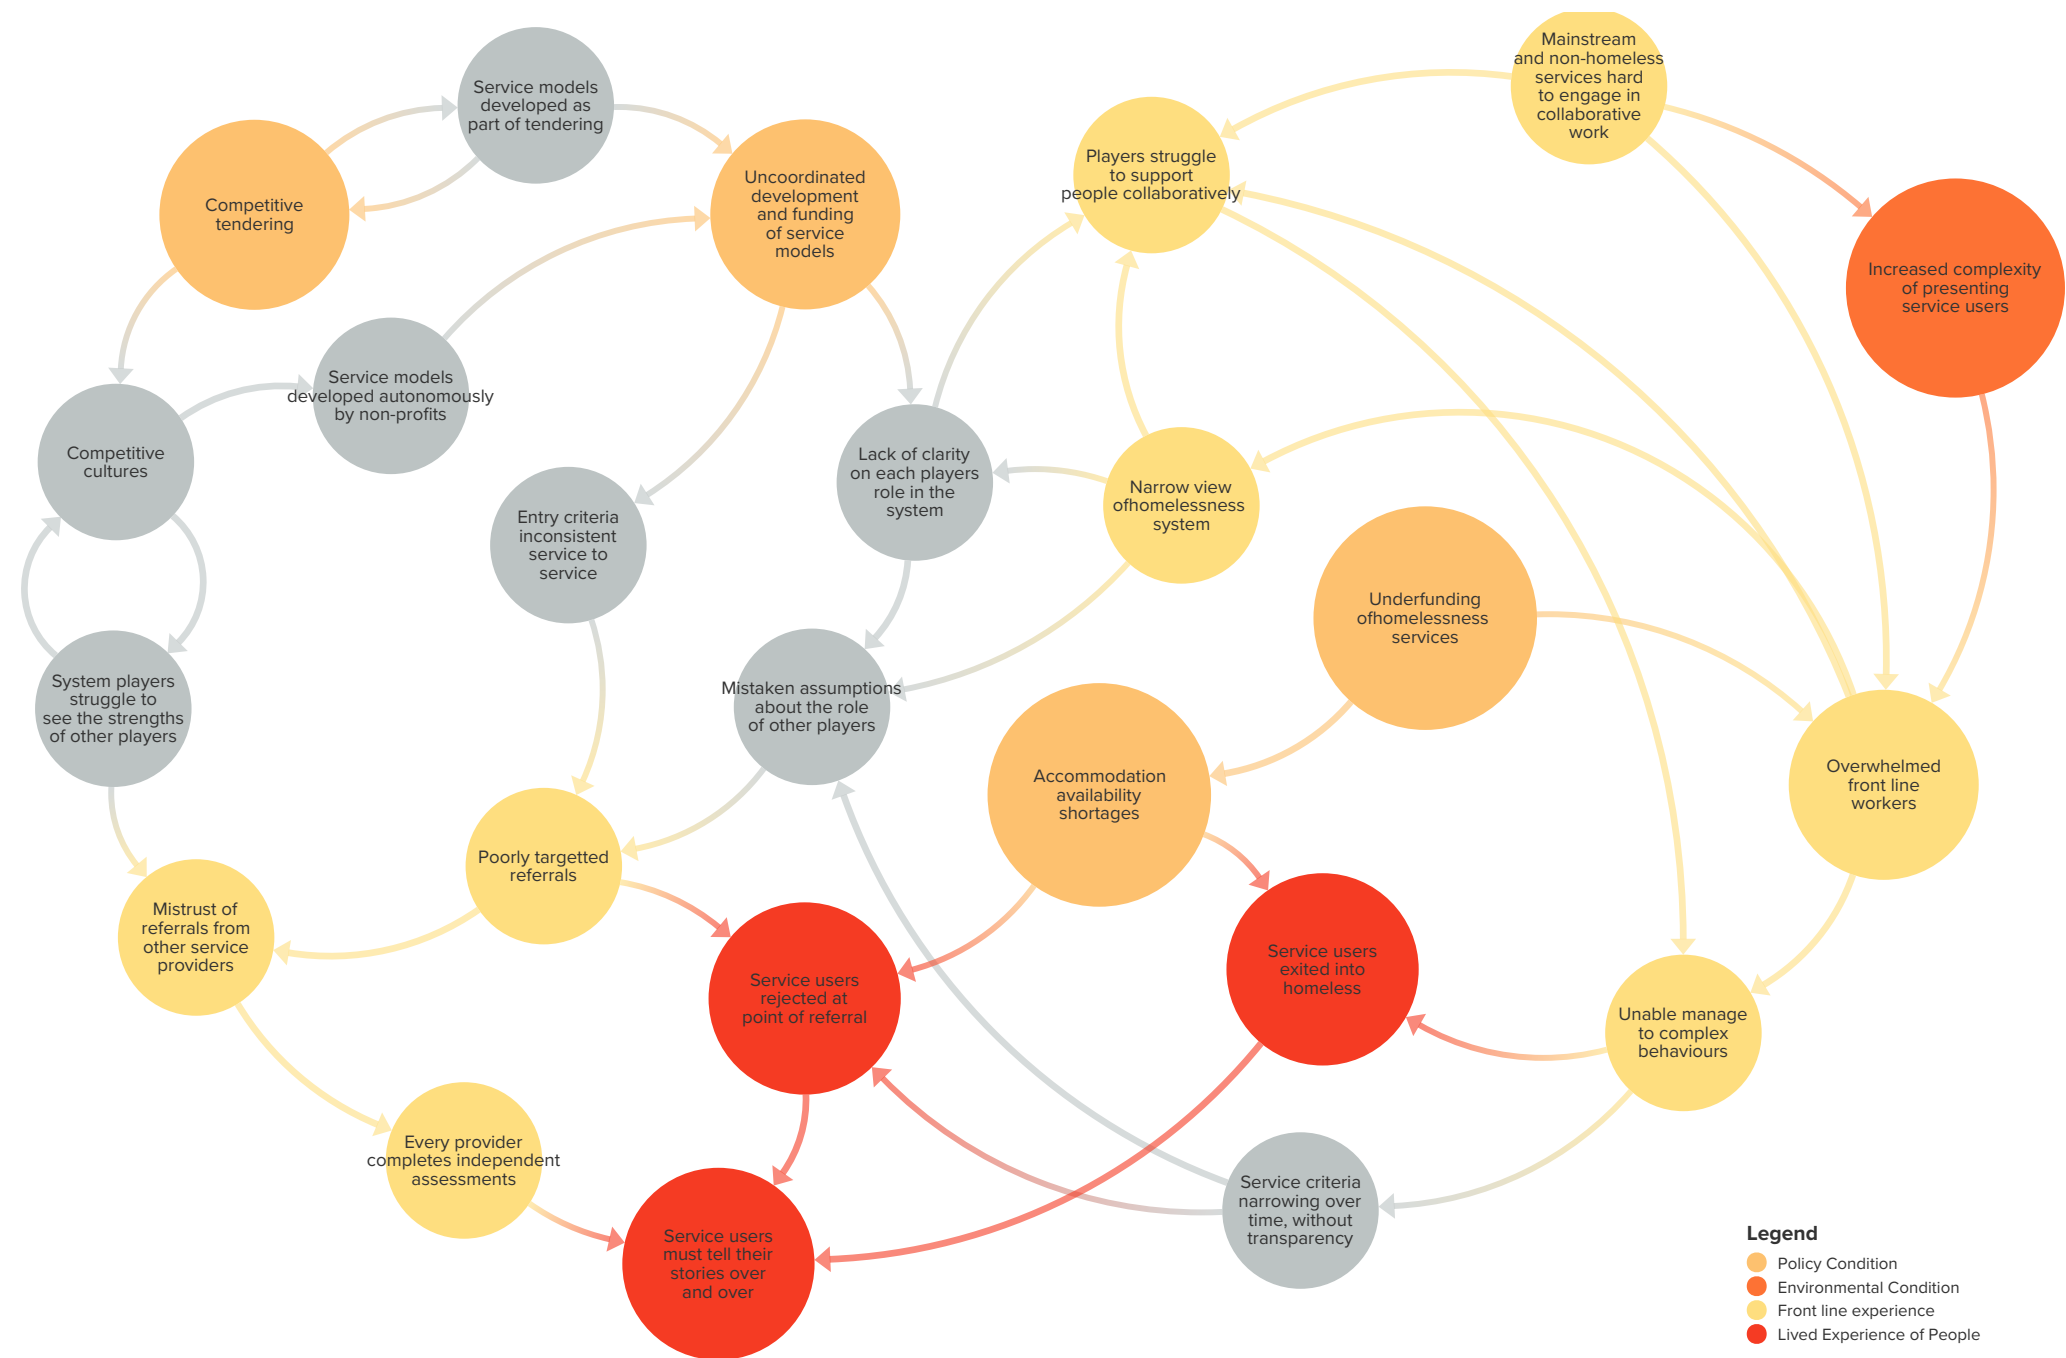 Service models
developed as
part of tendering
Mainstream
and non-homeless
services hard
to engage in
collaborative
work
Competitive
tendering
Uncoordinated
development
and funding
of service
models
Players struggle
to support
people collaboratively
Increased complexity
of presenting
service users
Service models
developed autonomously
by non-profits
Competitive
cultures
Lack of clarity
on each players
role in the
system
Narrow view
ofhomelessness
system
Entry criteria
inconsistent
service to
service
Underfunding
ofhomelessness
services
System players
struggle to
see the strengths
of other players
Mistaken assumptions
about the role
of other players
Accommodation
availability
shortages
Overwhelmed
front line
workers
Poorly targetted
referrals
Mistrust of
referrals from
other service
providers
Service users
rejected at
point of referral
Service users
exited into
homeless
Unable manage
to complex
behaviours
Every provider
completes independent
assessments
Service users
must tell their
stories over
and over
Service criteria
narrowing over
time, without
transparency
Legend
Policy Condition
Environmental Condition
Front line experience
Lived Experience of People